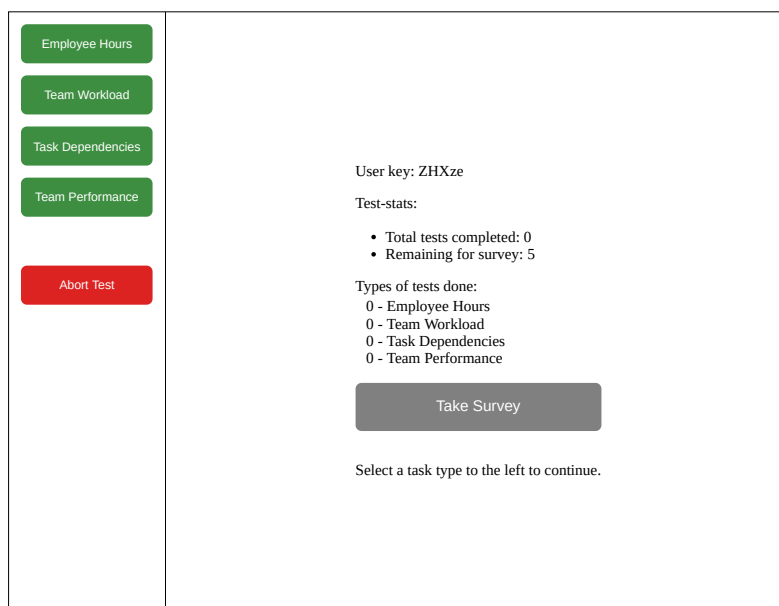 Employee Hours
Team Workload
Task Dependencies
Team Performance
Abort Test
User key: ZHXze
Test-stats:
• Total tests completed: 0
• Remaining for survey: 5
Types of tests done:
0 - Employee Hours
0 - Team Workload
0 - Task Dependencies
0 - Team Performance
Take Survey
Select a task type to the left to continue.